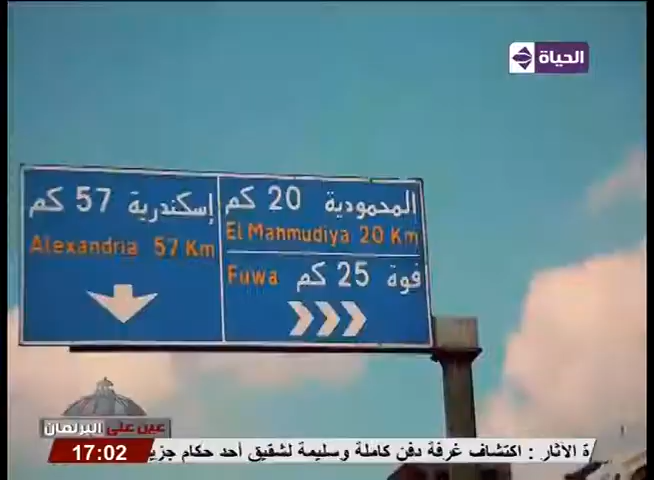 الحياة
إسكندرية 57 كم
Alexandria 57 Km
المحمودية 20 كم
El Mahmudiya 20 Km
فوة 25 كم
Fuwa
عين على البرلمان
17:02
ة الآثار : اكتشاف غرفة دفن كاملة وسليمة لشقيق أحد حكام جزي